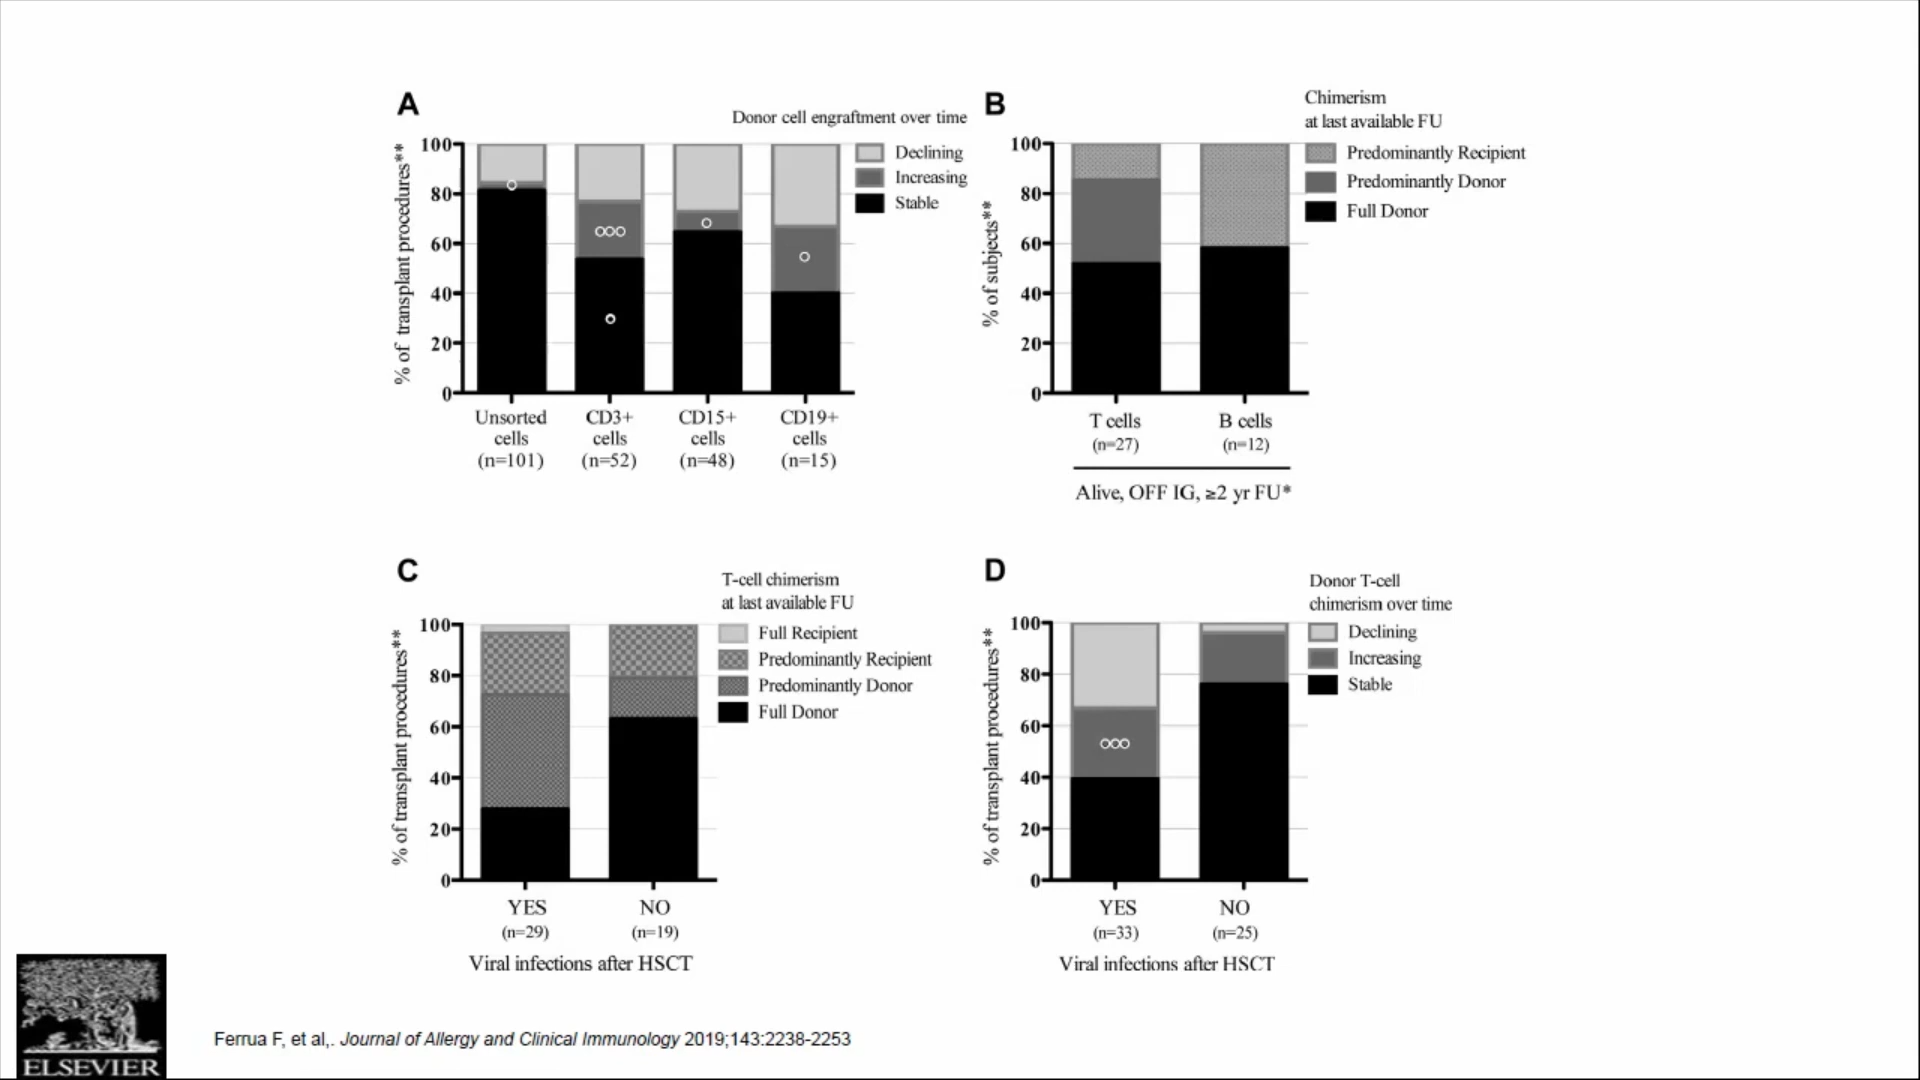 A
Donor cell engraftment over time
Declining
Increasing
Stable
% of transplant procedures**
100
80
60
40
20
0
Unsorted cells (n=101)
CD3+ cells (n=52)
CD15+ cells (n=48)
CD19+ cells (n=15)
B
Chimerism
at last available FU
Predominantly Recipient
Predominantly Donor
Full Donor
% of subjects**
100
80
60
40
20
0
T cells (n=27)
B cells (n=12)
Alive, OFF IG, ≥2 yr FU*
C
T-cell chimerism
at last available FU
Full Recipient
Predominantly Recipient
Predominantly Donor
Full Donor
% of transplant procedures**
100
80
60
40
20
0
YES (n=29)
NO (n=19)
Viral infections after HSCT
D
Donor T-cell
chimerism over time
Declining
Increasing
Stable
% of transplant procedures**
100
80
60
40
20
0
YES (n=33)
NO (n=25)
Viral infections after HSCT
ELSEVIER
Ferrua F, et al,. Journal of Allergy and Clinical Immunology 2019;143:2238-2253